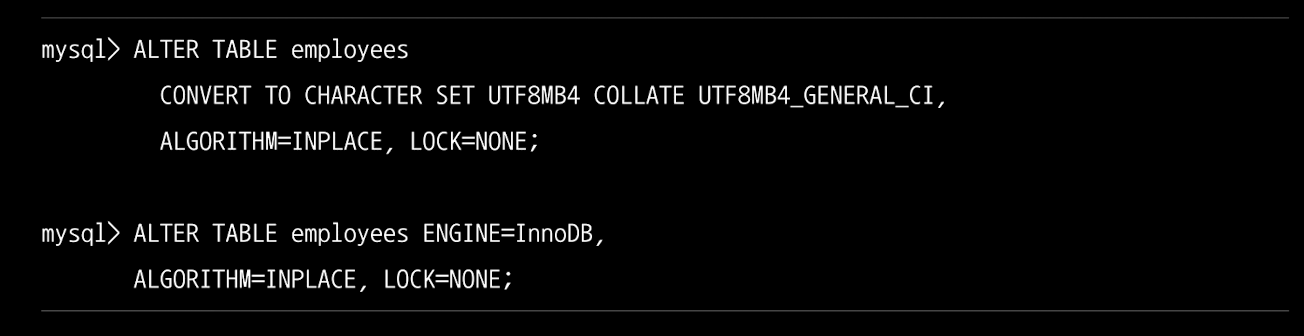 mysql> ALTER TABLE employees
CONVERT TO CHARACTER SET UTF8MB4 COLLATE UTF8MB4_GENERAL_CI,
ALGORITHM=INPLACE, LOCK=NONE;
mysql> ALTER TABLE employees ENGINE=InnoDB,
ALGORITHM=INPLACE, LOCK=NONE;